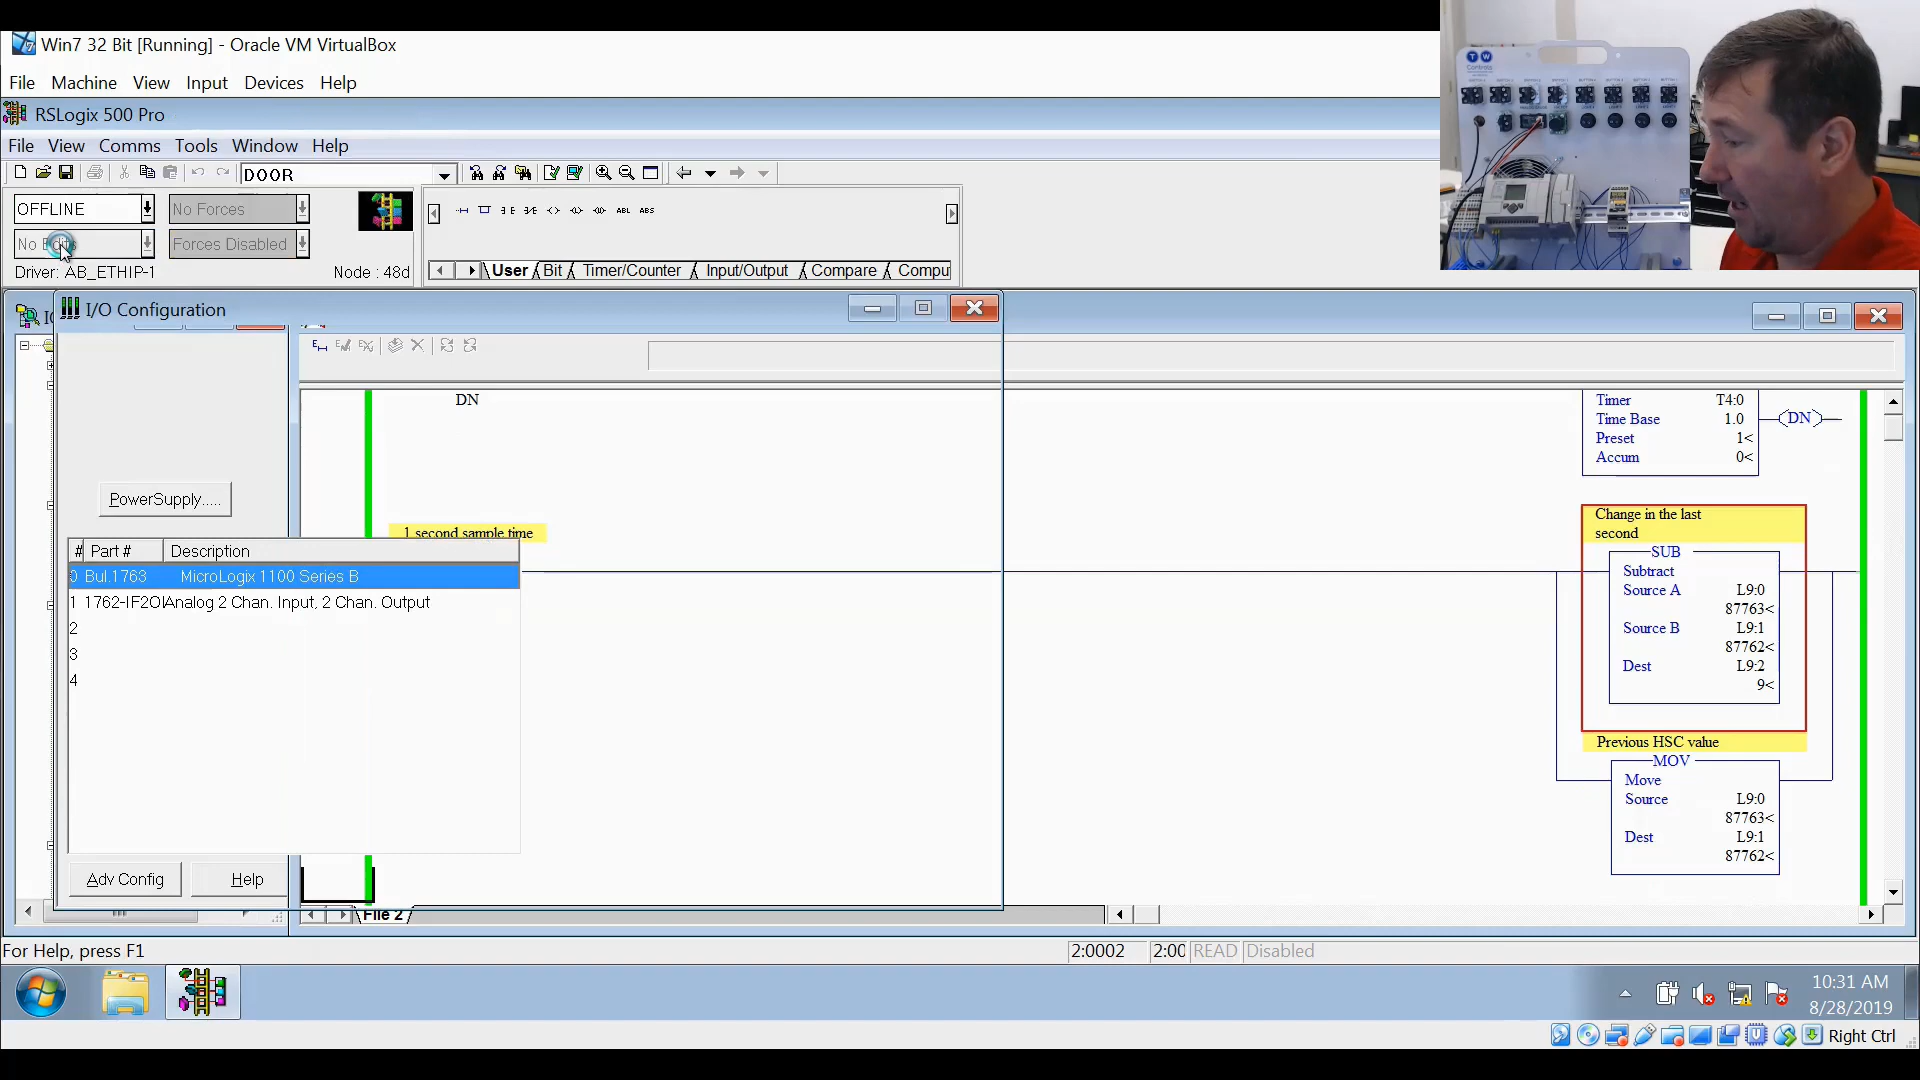 Win7 32 Bit [Running] - Oracle VM VirtualBox
File Machine View Input Devices Help
RSLogix 500 Pro
File View Comms Tools Window Help
DOOR
OFFLINE No Forces
No Forces Disabled
Driver: AB_ETHIP-1 Node : 48d
ABL ABS
User Bit Timer/Counter Input/Output Compare Compu
I/O Configuration
DN
Timer T4:0
Time Base 1.0
DN
Preset 1<
Accum 0<
PowerSupply.....
1 second sample time
# Part # Description
0 Bul.1763 MicroLogix 1100 Series B
1 1762-IF2O Analog 2 Chan. Input, 2 Chan. Output
2
3
4
Change in the last
second
SUB
Subtract
Source A L9:0
87763<
Source B L9:1
87762<
Dest L9:2
9<
Previous HSC value
MOV
Move
Source L9:0
87763<
Dest L9:1
87762<
Adv Config Help
File 2
For Help, press F1
2:0002 2:00 READ Disabled
10:31 AM
8/28/2019
Right Ctrl
T W
Controls